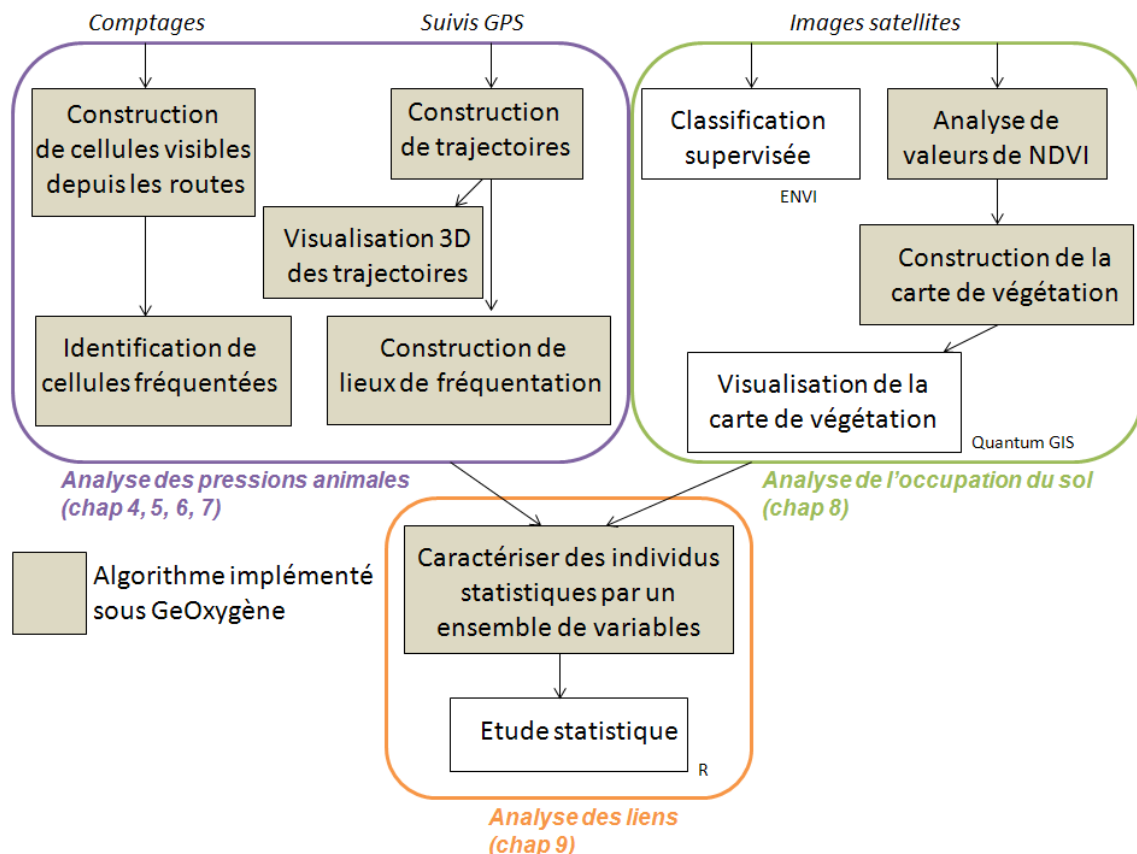 Comptages
Suivis GPS
Images satellites
Construction
de cellules visibles
depuis les routes
Construction
de trajectoires
Classification
supervisée
ENVI
Analyse de
valeurs de NDVI
Visualisation 3D
des trajectoires
Construction de la
carte de végétation
Identification de
cellules fréquentées
Construction de
lieux de fréquentation
Visualisation de la
carte de végétation
Quantum GIS
Analyse des pressions animales
(chap 4, 5, 6, 7)
Analyse de l’occupation du sol
(chap 8)
Algorithme implémenté
sous GeOxygène
Caractériser des individus
statistiques par un
ensemble de variables
Etude statistique
R
Analyse des liens
(chap 9)